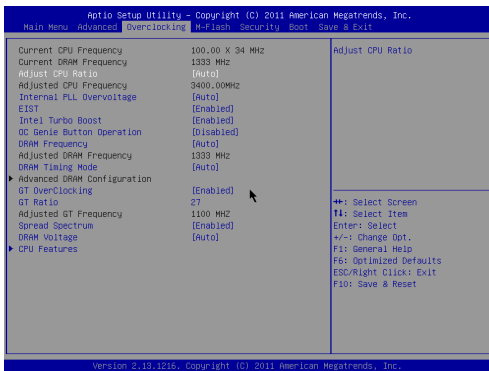 Aptio Setup Utility – Copyright (C) 2011 American Megatrends, Inc.
Main Menu Advanced Overclocking M-Flash Security Boot Save & Exit
Current CPU Frequency 100.00 X 34 MHz
Current DRAM Frequency 1333 MHz
Adjust CPU Ratio [Auto]
Adjusted CPU Frequency 3400.00MHz
Internal PLL Overvoltage [Auto]
EIST [Enabled]
Intel Turbo Boost [Enabled]
OC Genie Button Operation [Disabled]
DRAM Frequency [Auto]
Adjusted DRAM Frequency 1333 MHz
DRAM Timing Mode [Auto]
Advanced DRAM Configuration
GT OverClocking [Enabled]
GT Ratio 27
Adjusted GT Frequency 1100 MHZ
Spread Spectrum [Enabled]
DRAM Voltage [Auto]
CPU Features
Adjust CPU Ratio
→←: Select Screen
↑↓: Select Item
Enter: Select
+/-: Change Opt.
F1: General Help
F6: Optimized Defaults
ESC/Right Click: Exit
F10: Save & Reset
Version 2.13.1216. Copyright (C) 2011 American Megatrends, Inc.